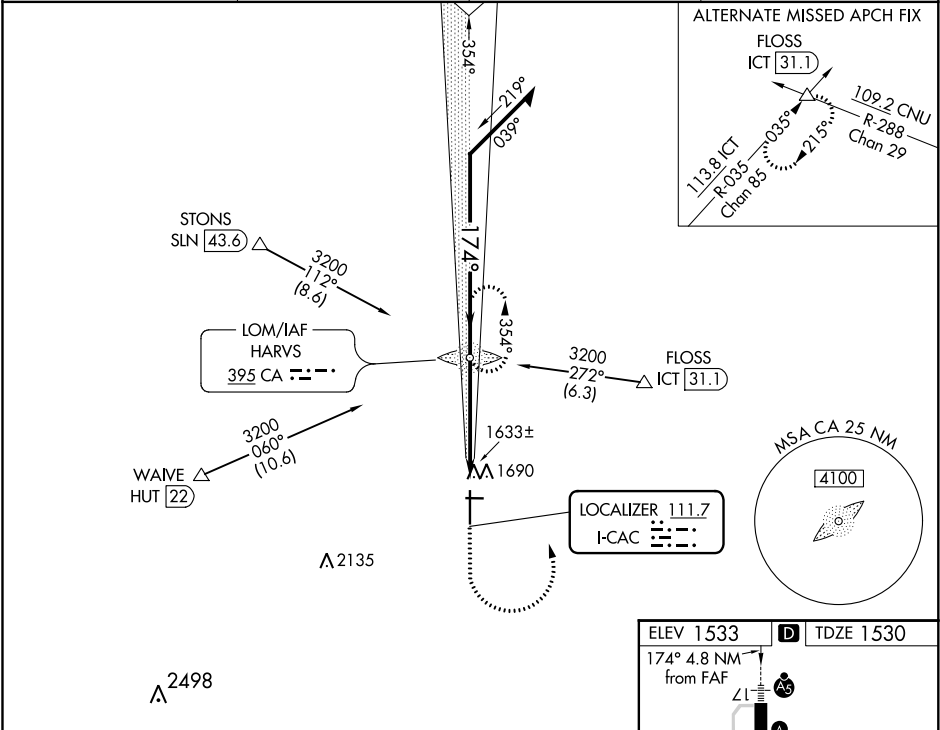 ALTERNATE MISSED APCH FIX
FLOSS
ICT 31.1
109.2 CNU
R-288
Chan 29
035°
215°
113.8 ICT
R-035
Chan 85
354°
219°
039°
174°
STONS
SLN 43.6
3200
112°
(8.6)
LOM/IAF
HARVS
395 CA
354°
3200
272°
(6.3)
FLOSS
ICT 31.1
3200
060°
(10.6)
WAIVE
HUT 22
1633±
1690
MSA CA 25 NM
4100
LOCALIZER 111.7
I-CAC
2135
2498
ELEV 1533
D
TDZE 1530
174° 4.8 NM
from FAF
17
A5